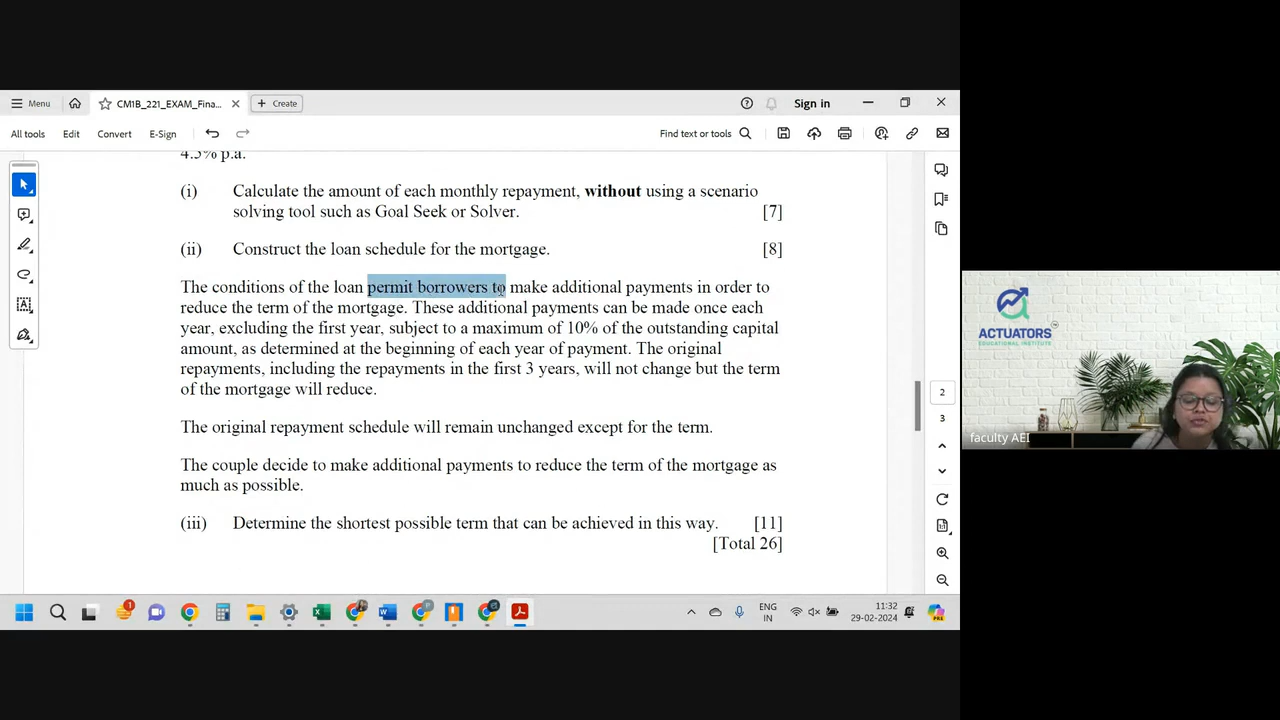 Menu
CM1B_221_EXAM_Fina...
Create
Sign in
All tools
Edit
Convert
E-Sign
Find text or tools
4.5% p.a.
(i) Calculate the amount of each monthly repayment, without using a scenario
solving tool such as Goal Seek or Solver. [7]
(ii) Construct the loan schedule for the mortgage. [8]
The conditions of the loan permit borrowers to make additional payments in order to
reduce the term of the mortgage. These additional payments can be made once each
year, excluding the first year, subject to a maximum of 10% of the outstanding capital
amount, as determined at the beginning of each year of payment. The original
repayments, including the repayments in the first 3 years, will not change but the term
of the mortgage will reduce.
The original repayment schedule will remain unchanged except for the term.
The couple decide to make additional payments to reduce the term of the mortgage as
much as possible.
(iii) Determine the shortest possible term that can be achieved in this way. [11]
[Total 26]
2
3
ACTUATORS
EDUCATIONAL INSTITUTE
faculty AEI
1
ENG
IN
11:32
29-02-2024